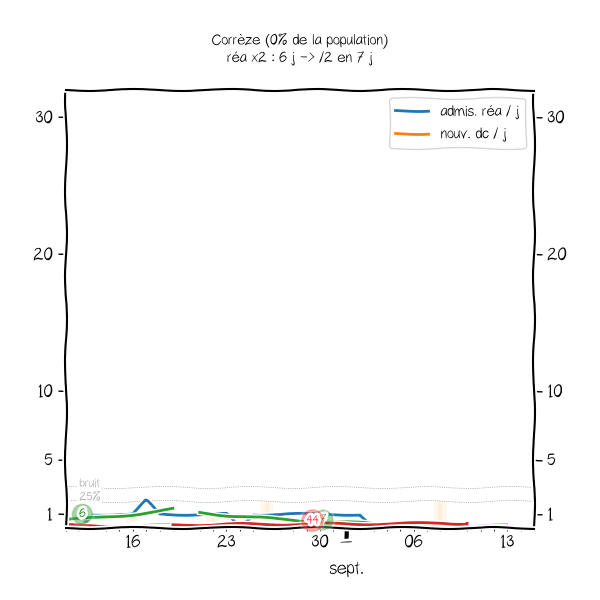 Corrèze (0% de la population)
réa x2 : 6 j -> /2 en 7 j
admis. réa / j
nouv. dc / j
30 30
20 20
10 10
5 5
bruit
25%
1 6 44 7 1
16 23 30 06 13
sept.